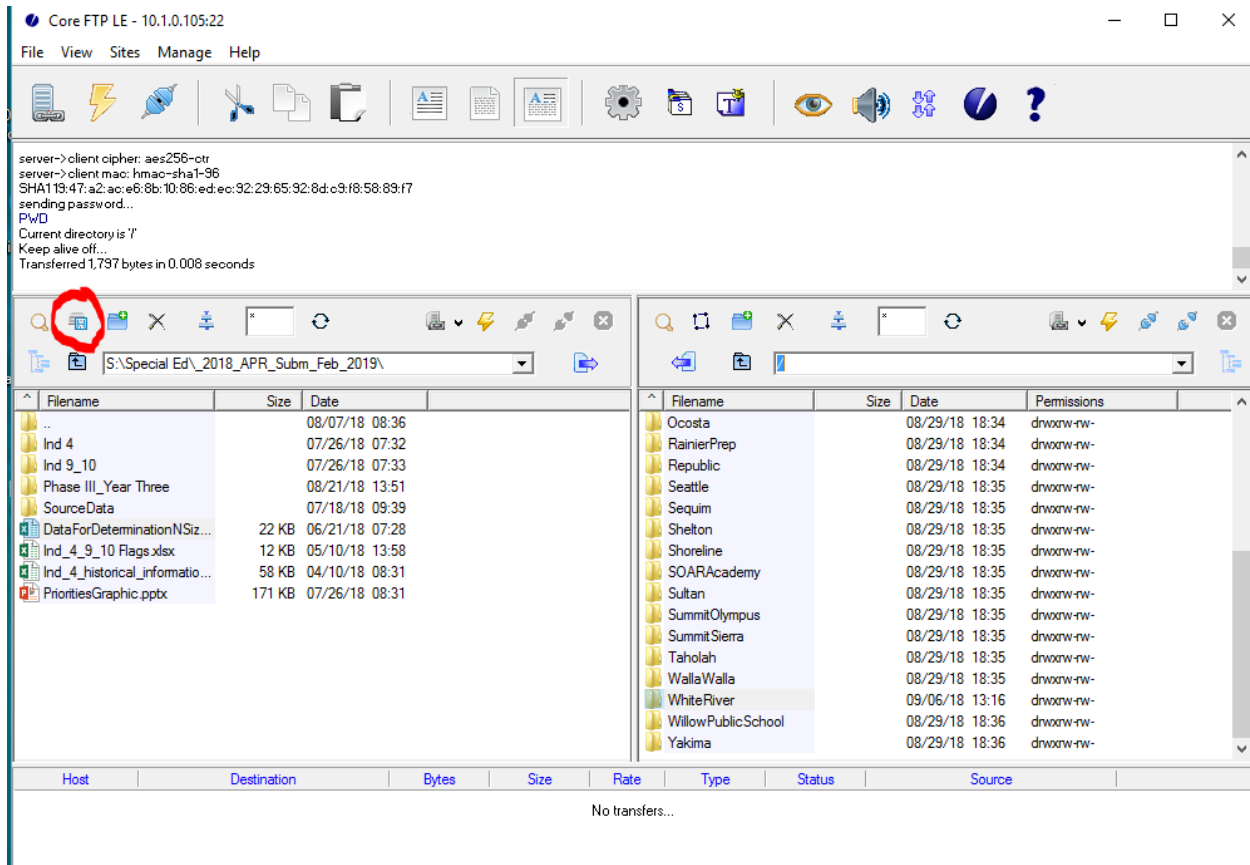 Core FTP LE - 10.1.0.105:22
File View Sites Manage Help
server->client cipher: aes256-ctr
server->client mac: hmac-sha1-96
SHA119:47:a2:ac:e6:8b:10:86:ed:ec:92:29:65:92:8d:c9:f8:58:89:f7
sending password...
PWD
Current directory is '/'
Keep alive off...
Transferred 1,797 bytes in 0.008 seconds
S:\Special Ed\_2018_APR_Subm_Feb_2019\
Filename Size Date
.. 08/07/18 08:36
Ind 4 07/26/18 07:32
Ind 9_10 07/26/18 07:33
Phase III_Year Three 08/21/18 13:51
SourceData 07/18/18 09:39
DataForDeterminationNSiz... 22 KB 06/21/18 07:28
Ind_4_9_10 Flags.xlsx 12 KB 05/10/18 13:58
Ind_4_historical_informatio... 58 KB 04/10/18 08:31
PrioritiesGraphic.pptx 171 KB 07/26/18 08:31
/
Filename Size Date Permissions
Ocosta 08/29/18 18:34 drwxrw-rw-
RainierPrep 08/29/18 18:34 drwxrw-rw-
Republic 08/29/18 18:34 drwxrw-rw-
Seattle 08/29/18 18:35 drwxrw-rw-
Sequim 08/29/18 18:35 drwxrw-rw-
Shelton 08/29/18 18:35 drwxrw-rw-
Shoreline 08/29/18 18:35 drwxrw-rw-
SOARAcademy 08/29/18 18:35 drwxrw-rw-
Sultan 08/29/18 18:35 drwxrw-rw-
SummitOlympus 08/29/18 18:35 drwxrw-rw-
SummitSierra 08/29/18 18:35 drwxrw-rw-
Taholah 08/29/18 18:35 drwxrw-rw-
WallaWalla 08/29/18 18:35 drwxrw-rw-
WhiteRiver 09/06/18 13:16 drwxrw-rw-
WillowPublicSchool 08/29/18 18:36 drwxrw-rw-
Yakima 08/29/18 18:36 drwxrw-rw-
Host Destination Bytes Size Rate Type Status Source
No transfers...